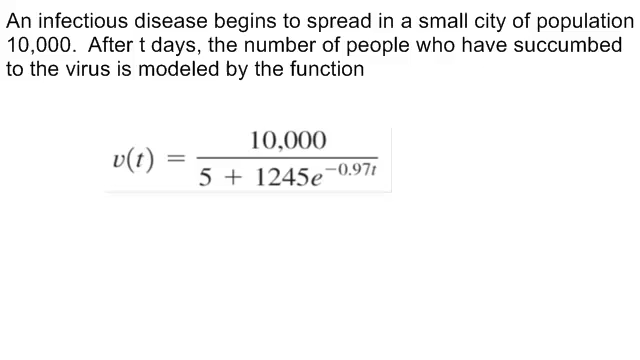 An infectious disease begins to spread in a small city of population
10,000.  After t days, the number of people who have succumbed
to the virus is modeled by the function
v(t) = 10,000 / (5 + 1245e^(-0.97t))